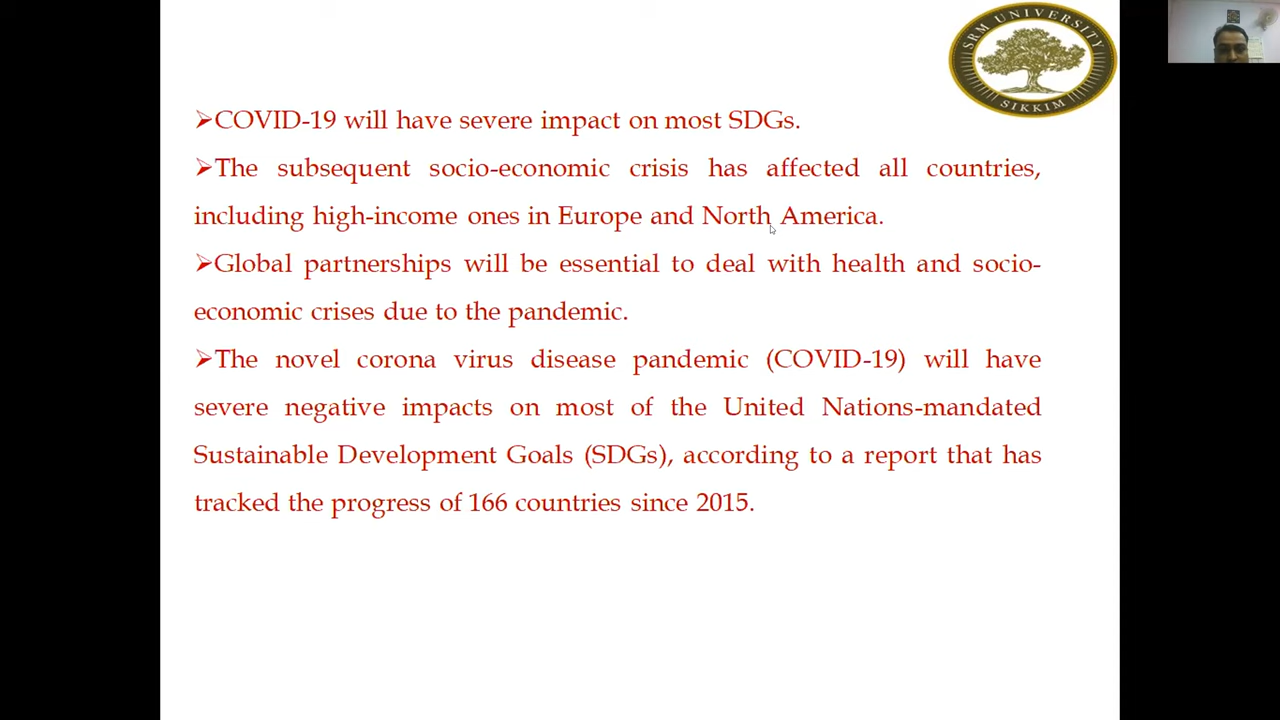 SRM UNIVERSITY
SIKKIM
➢COVID-19 will have severe impact on most SDGs.
➢The subsequent socio-economic crisis has affected all countries,
including high-income ones in Europe and North America.
➢Global partnerships will be essential to deal with health and socio-
economic crises due to the pandemic.
➢The novel corona virus disease pandemic (COVID-19) will have
severe negative impacts on most of the United Nations-mandated
Sustainable Development Goals (SDGs), according to a report that has
tracked the progress of 166 countries since 2015.